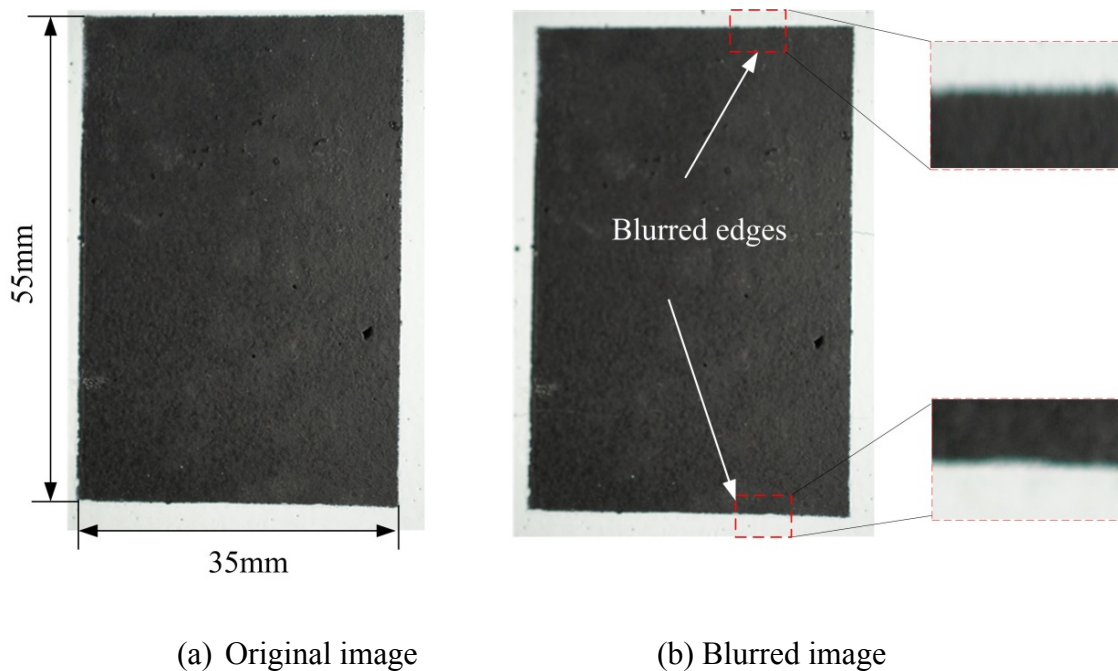 55mm
35mm
Blurred edges
(a) Original image
(b) Blurred image